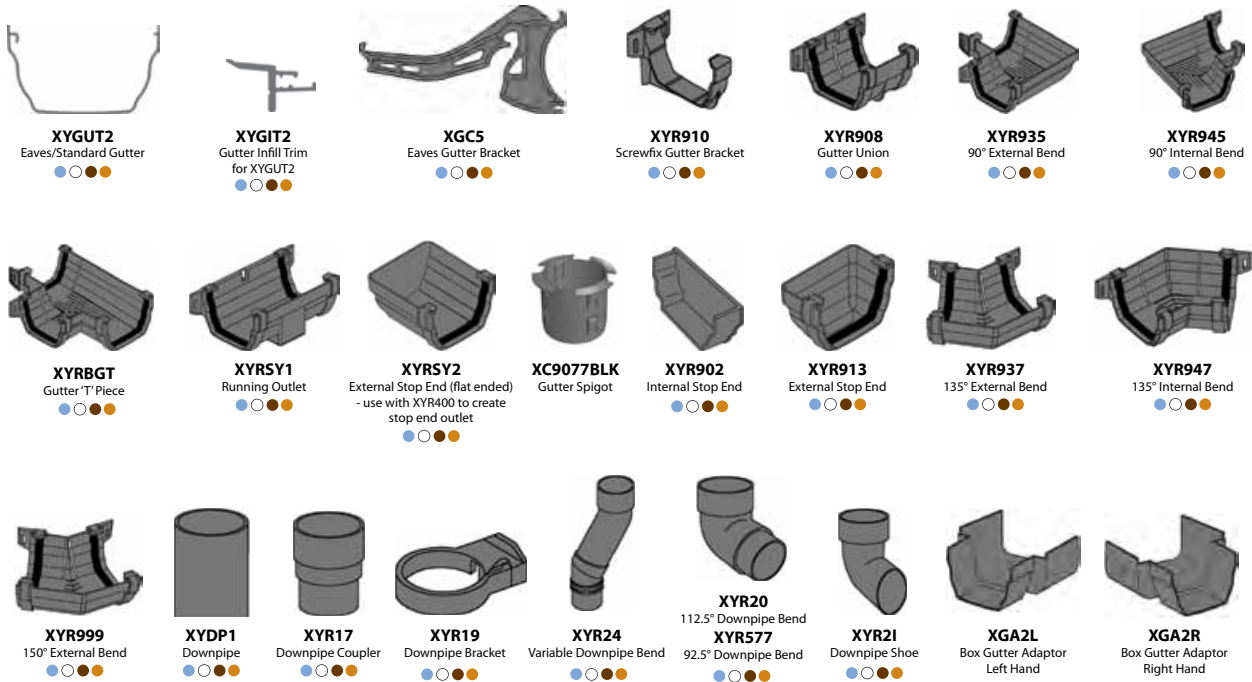 XYGUT2
Eaves/Standard Gutter
XYGIT2
Gutter Infill Trim
for XYGUT2
XGC5
Eaves Gutter Bracket
XYR910
Screwfix Gutter Bracket
XYR908
Gutter Union
XYR935
90° External Bend
XYR945
90° Internal Bend
XYRBGT
Gutter ‘T’ Piece
XYRSY1
Running Outlet
XYRSY2
External Stop End (flat ended)
- use with XYR400 to create
stop end outlet
XC9077BLK
Gutter Spigot
XYR902
Internal Stop End
XYR913
External Stop End
XYR937
135° External Bend
XYR947
135° Internal Bend
XYR999
150° External Bend
XYDP1
Downpipe
XYR17
Downpipe Coupler
XYR19
Downpipe Bracket
XYR24
Variable Downpipe Bend
XYR20
112.5° Downpipe Bend
XYR577
92.5° Downpipe Bend
XYR2I
Downpipe Shoe
XGA2L
Box Gutter Adaptor
Left Hand
XGA2R
Box Gutter Adaptor
Right Hand